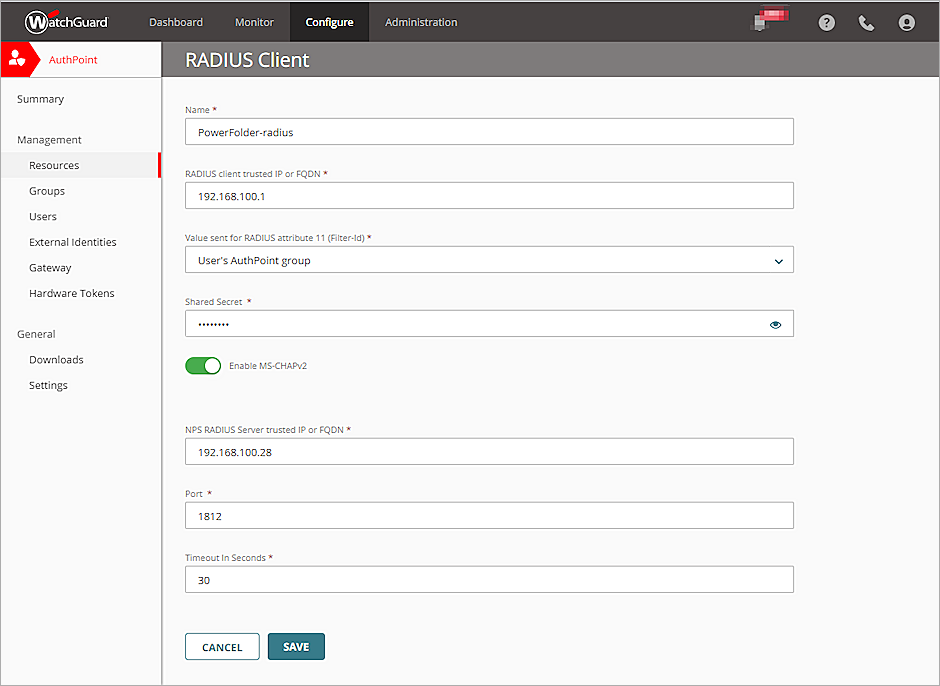 WatchGuard Dashboard Monitor Configure Administration
AuthPoint
RADIUS Client
Summary
Management
Resources
Groups
Users
External Identities
Gateway
Hardware Tokens
General
Downloads
Settings
Name *
PowerFolder-radius
RADIUS client trusted IP or FQDN *
192.168.100.1
Value sent for RADIUS attribute 11 (Filter-Id) *
User's AuthPoint group
Shared Secret *
••••••••
Enable MS-CHAPv2
NPS RADIUS Server trusted IP or FQDN *
192.168.100.28
Port *
1812
Timeout In Seconds *
30
CANCEL SAVE